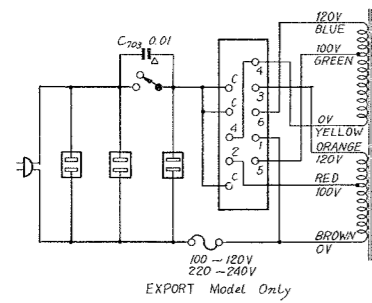 120V
BLUE
C703 0.01
100V
GREEN
C
4
3
C
6
0V
YELLOW
4
1
ORANGE
120V
2
5
RED
100V
C
BROWN
0V
100 ~ 120V
220 ~ 240V
EXPORT Model Only